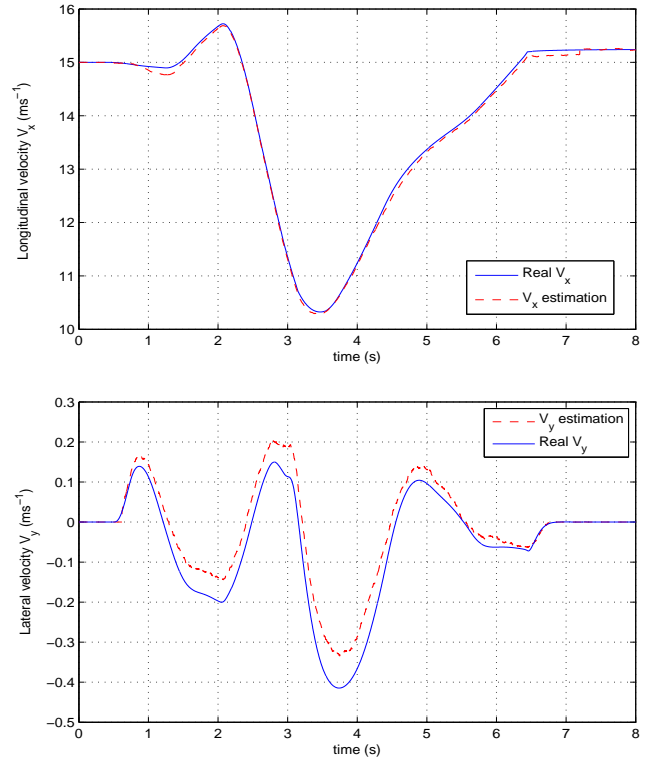 16
15
14
13
12
11
10
Longitudinal velocity V_x (ms^−1)
0 1 2 3 4 5 6 7 8
time (s)
Real V_x
V_x estimation
0.3
0.2
0.1
0
−0.1
−0.2
−0.3
−0.4
−0.5
Lateral velocity V_y (ms^−1)
0 1 2 3 4 5 6 7 8
time (s)
V_y estimation
Real V_y